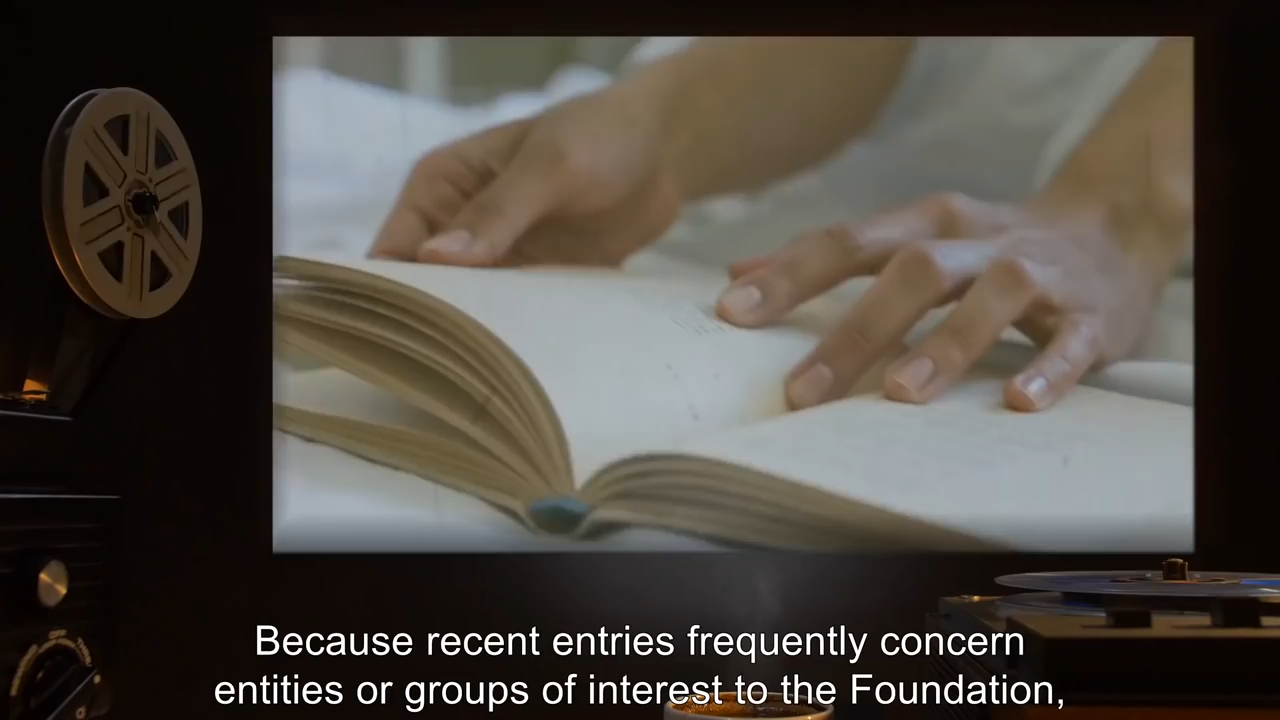 Because recent entries frequently concern
entities or groups of interest to the Foundation,